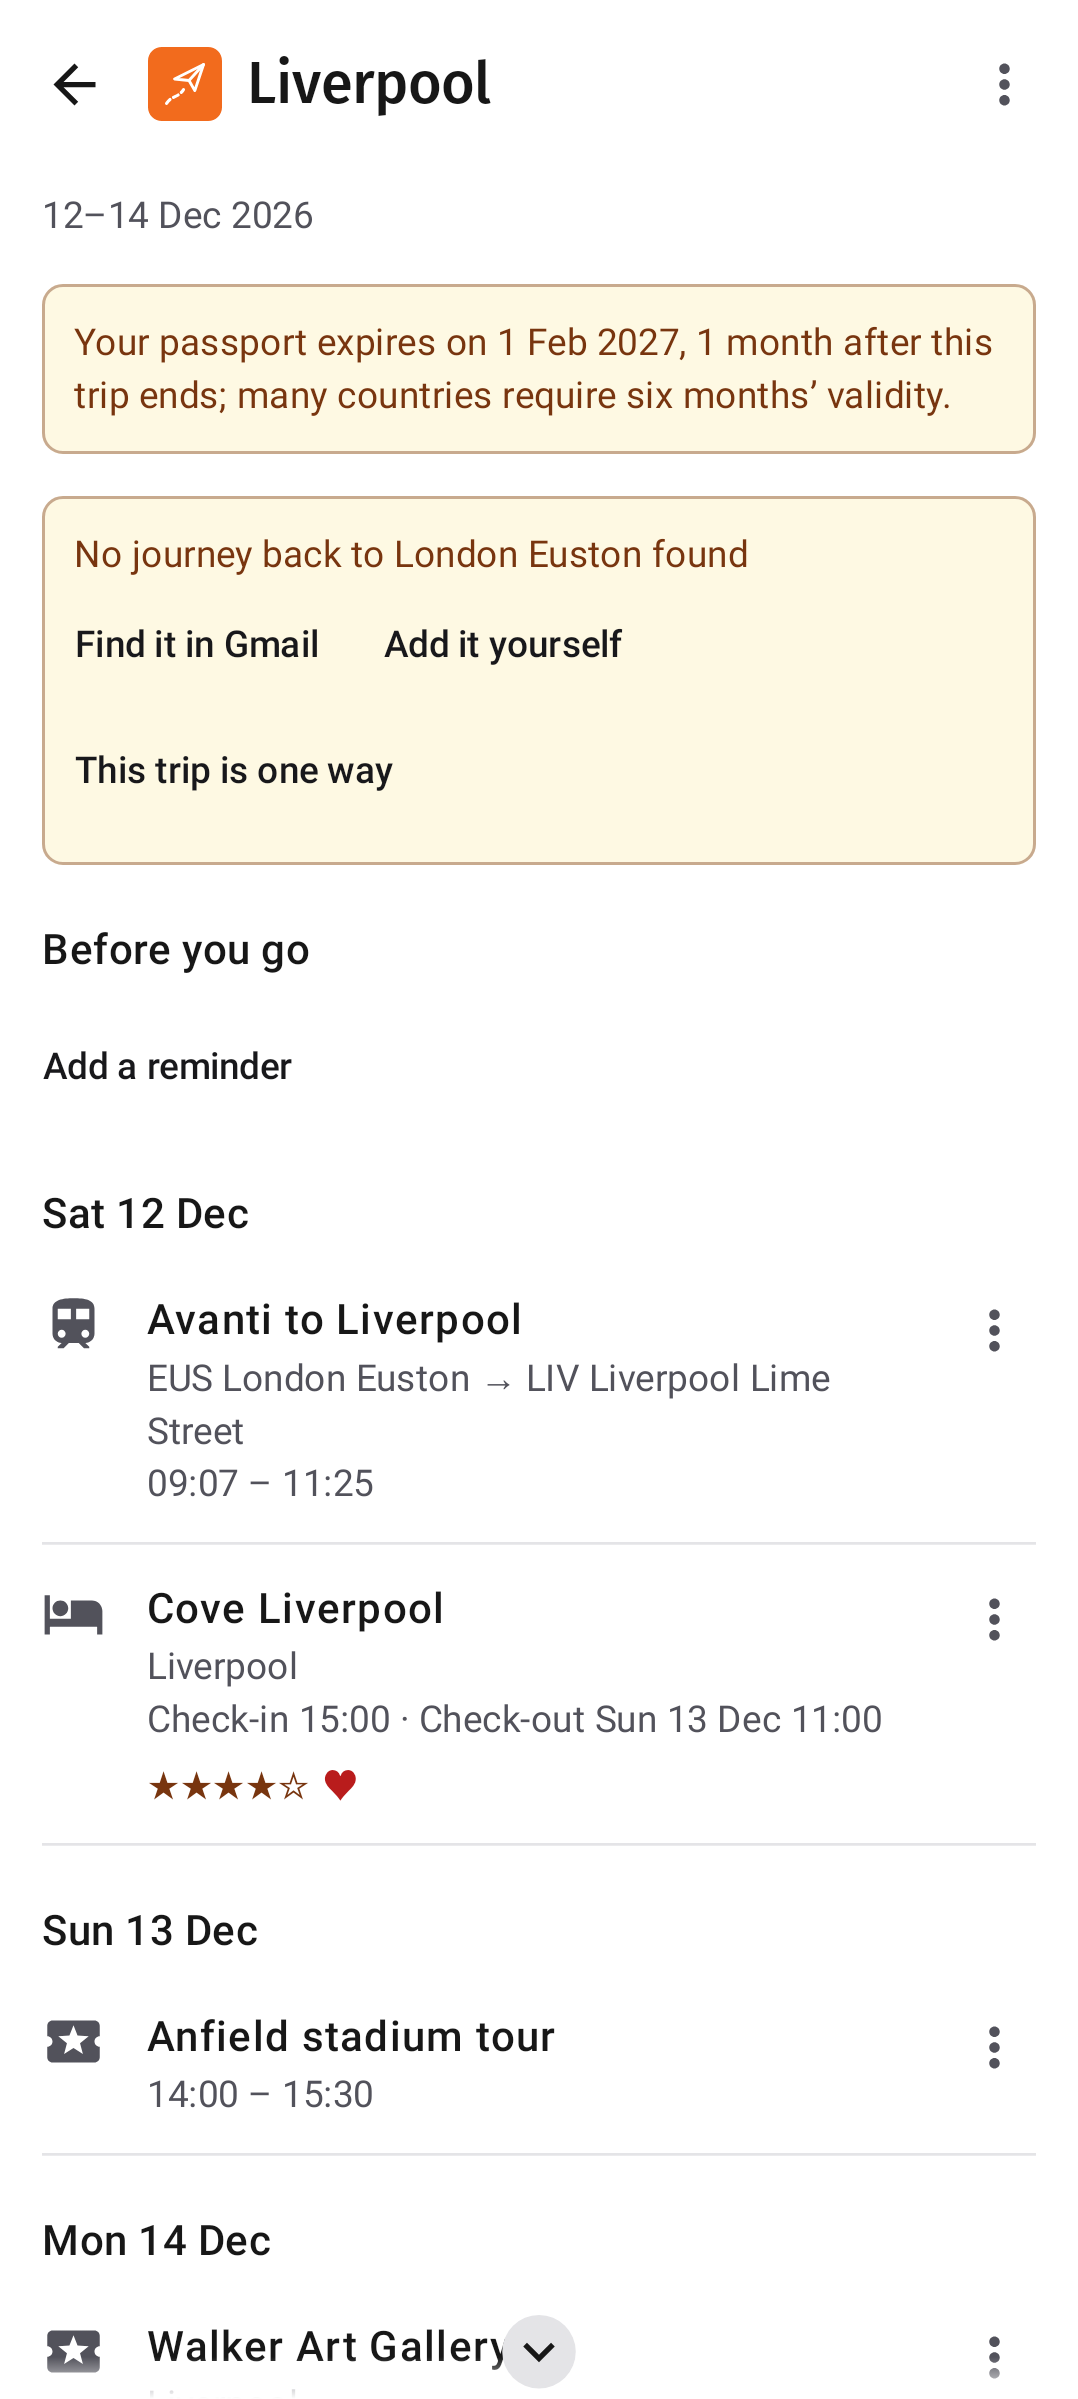 Liverpool
12–14 Dec 2026
Your passport expires on 1 Feb 2027, 1 month after this
trip ends; many countries require six months’ validity.
No journey back to London Euston found
Find it in Gmail Add it yourself
This trip is one way
Before you go
Add a reminder
Sat 12 Dec
Avanti to Liverpool
EUS London Euston → LIV Liverpool Lime
Street
09:07 – 11:25
Cove Liverpool
Liverpool
Check-in 15:00 · Check-out Sun 13 Dec 11:00
★★★★☆ ♥
Sun 13 Dec
Anfield stadium tour
14:00 – 15:30
Mon 14 Dec
Walker Art Gallery